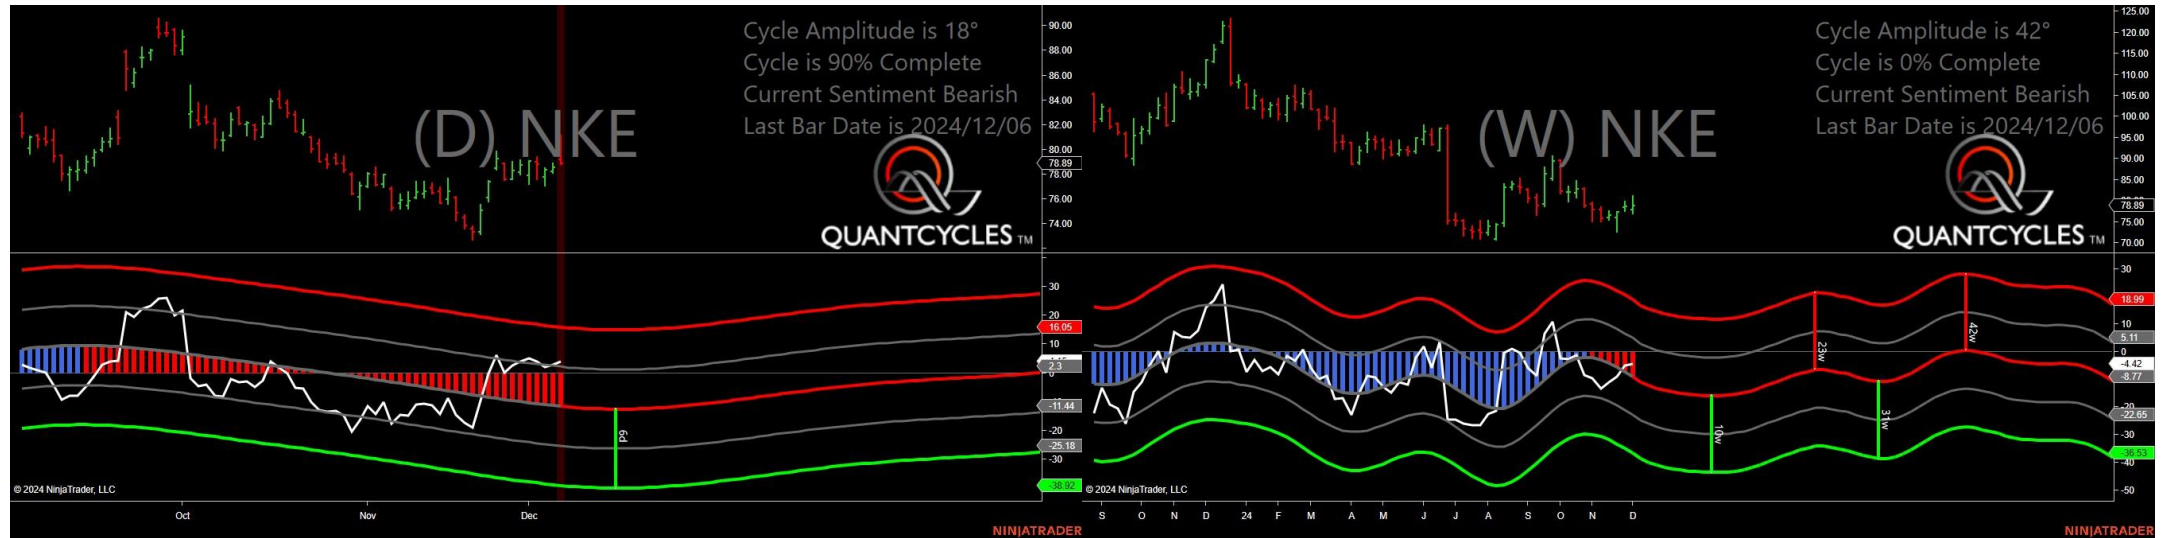 Cycle Amplitude is 18°
Cycle is 90% Complete
Current Sentiment Bearish
Last Bar Date is 2024/12/06
(D) NKE
QUANTCYCLES TM
90.00
88.00
86.00
84.00
82.00
80.00
78.89
78.00
76.00
74.00
30
20
16.05
10
2.3
0
-11.44
-20
-25.18
-30
-38.92
6d
© 2024 NinjaTrader, LLC
Oct
Nov
Dec
NINJATRADER
Cycle Amplitude is 42°
Cycle is 0% Complete
Current Sentiment Bearish
Last Bar Date is 2024/12/06
(W) NKE
QUANTCYCLES TM
125.00
120.00
115.00
110.00
105.00
100.00
95.00
90.00
85.00
78.89
75.00
70.00
30
18.99
10
5.11
0
-4.42
-8.77
-20
-22.65
-30
-36.53
-40
-50
10w
23w
31w
42w
© 2024 NinjaTrader, LLC
S O N D 24 F M A M J J A S O N D
NINJATRADER